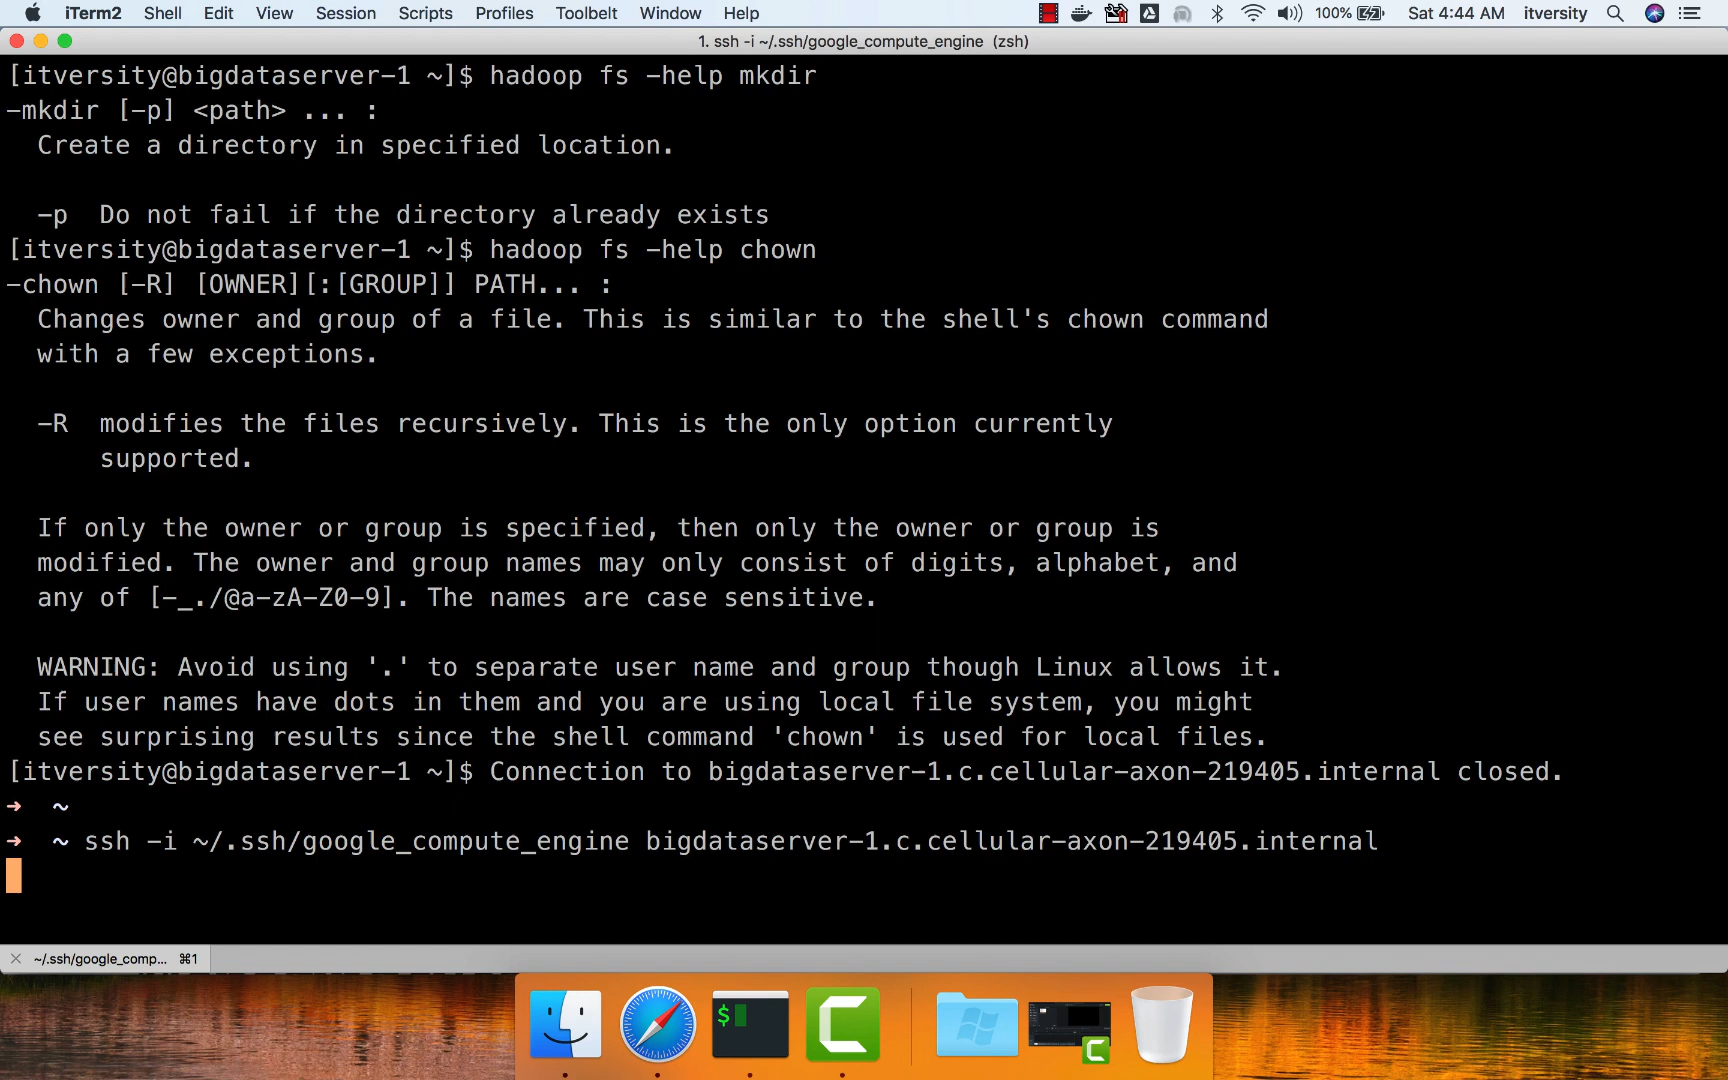 iTerm2 Shell Edit View Session Scripts Profiles Toolbelt Window Help 100% Sat 4:44 AM itversity
1. ssh -i ~/.ssh/google_compute_engine (zsh)
[itversity@bigdataserver-1 ~]$ hadoop fs -help mkdir
-mkdir [-p] <path> ... :
Create a directory in specified location.
-p Do not fail if the directory already exists
[itversity@bigdataserver-1 ~]$ hadoop fs -help chown
-chown [-R] [OWNER][:[GROUP]] PATH... :
Changes owner and group of a file. This is similar to the shell's chown command
with a few exceptions.
-R modifies the files recursively. This is the only option currently
supported.
If only the owner or group is specified, then only the owner or group is
modified. The owner and group names may only consist of digits, alphabet, and
any of [-_./@a-zA-Z0-9]. The names are case sensitive.
WARNING: Avoid using '.' to separate user name and group though Linux allows it.
If user names have dots in them and you are using local file system, you might
see surprising results since the shell command 'chown' is used for local files.
[itversity@bigdataserver-1 ~]$ Connection to bigdataserver-1.c.cellular-axon-219405.internal closed.
➜ ~
➜ ~ ssh -i ~/.ssh/google_compute_engine bigdataserver-1.c.cellular-axon-219405.internal
~/.ssh/google_comp... ⌘1
$